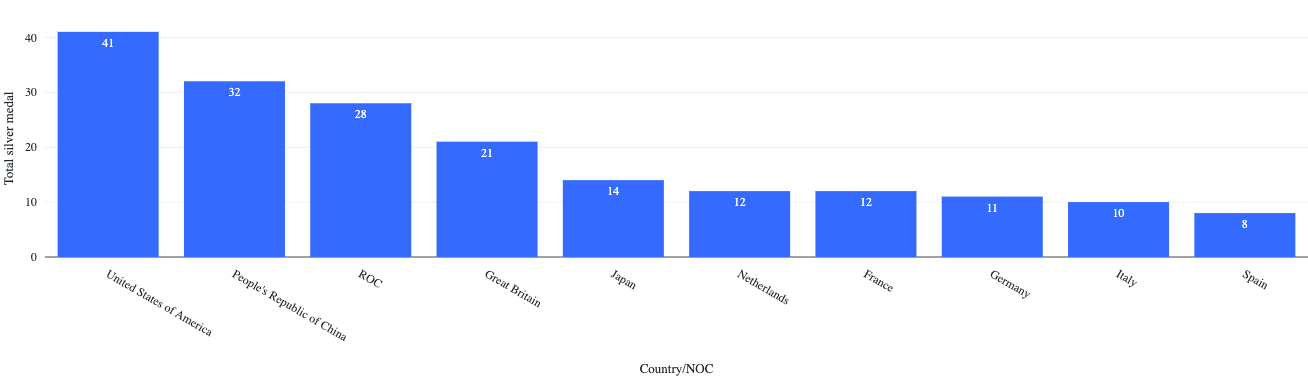 Total silver medal
40
30
20
10
0
41
32
28
21
14
12
12
11
10
8
United States of America
People's Republic of China
ROC
Great Britain
Japan
Netherlands
France
Germany
Italy
Spain
Country/NOC